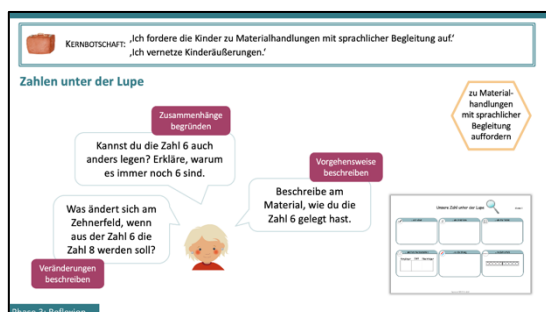 KERNBOTSCHAFT: ‚Ich fordere die Kinder zu Materialhandlungen mit sprachlicher Begleitung auf.‘
‚Ich vernetze Kinderäußerungen.‘
Zahlen unter der Lupe
zu Material-
handlungen
mit sprachlicher
Begleitung
auffordern
Zusammenhänge
begründen
Kannst du die Zahl 6 auch
anders legen? Erkläre, warum
es immer noch 6 sind.
Vorgehensweise
beschreiben
Beschreibe am
Material, wie du die
Zahl 6 gelegt hast.
Was ändert sich am
Zehnerfeld, wenn
aus der Zahl 6 die
Zahl 8 werden soll?
Veränderungen
beschreiben
Unsere Zahl unter der Lupe
Phase 3: Reflexion